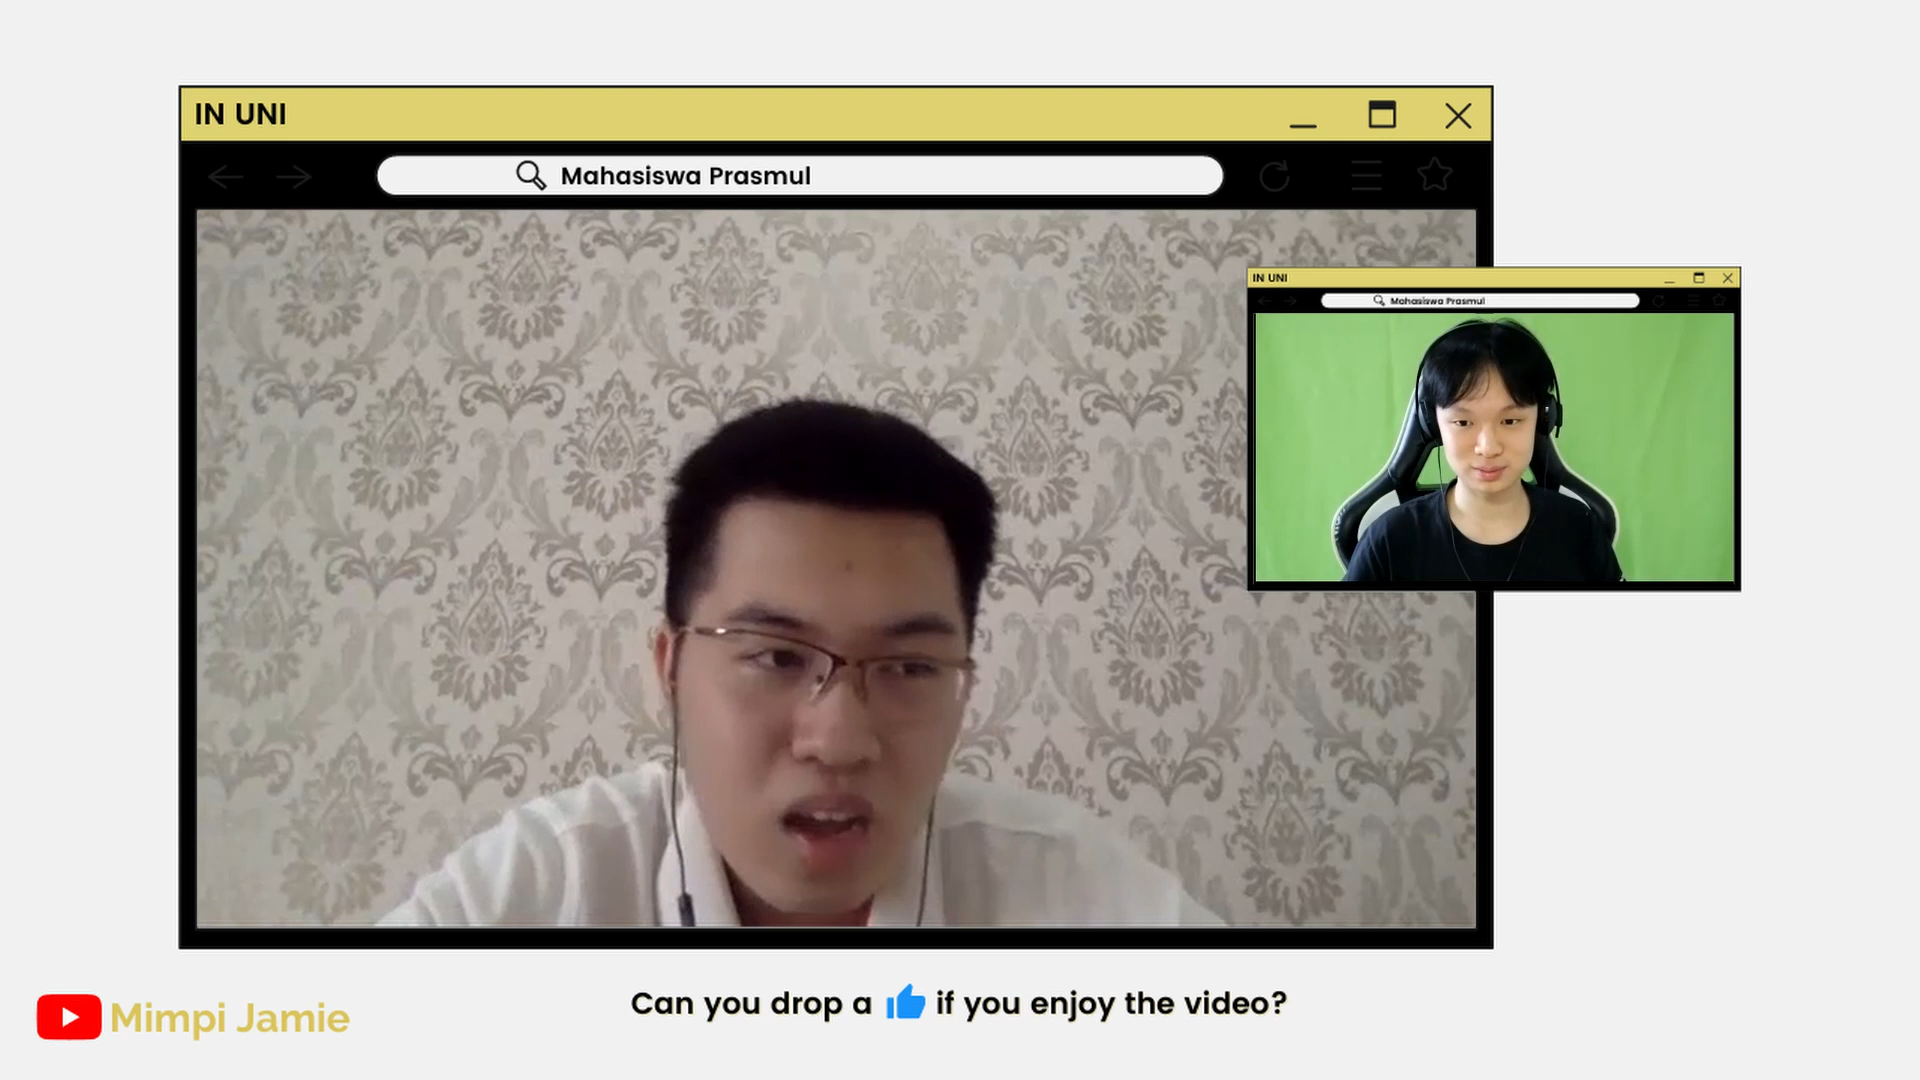 IN UNI
Mahasiswa Prasmul
IN UNI
Mahasiswa Prasmul
Can you drop a if you enjoy the video?
Mimpi Jamie